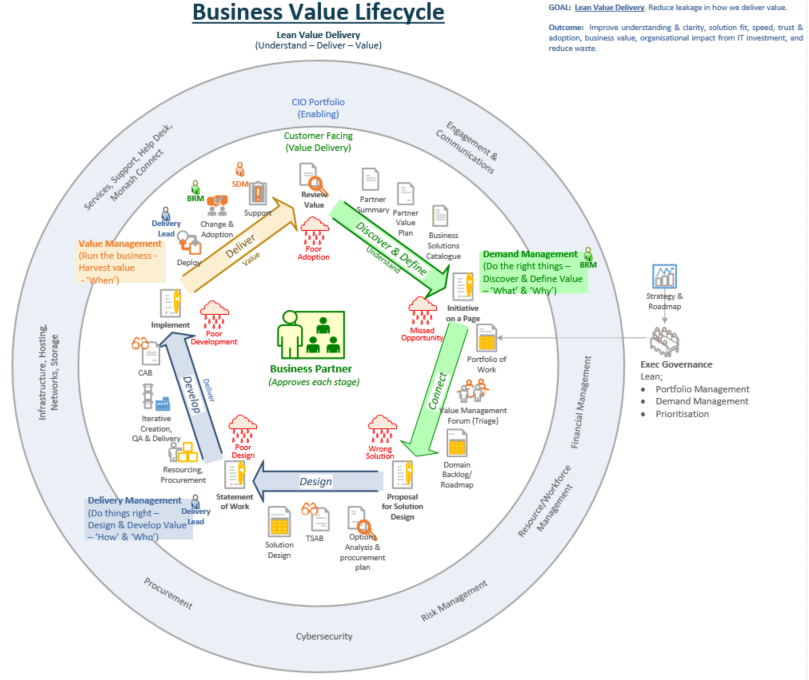 Business Value Lifecycle
Lean Value Delivery
(Understand – Deliver – Value)
GOAL: Lean Value Delivery. Reduce leakage in how we deliver value.
Outcome: Improve understanding & clarity, solution fit, speed, trust &
adoption, business value, organisational impact from IT investment, and
reduce waste.
CIO Portfolio
(Enabling)
Customer Facing
(Value Delivery)
Services, Support, Help Desk,
Monash Connect
Engagement &
Communications
SDM
BRM
Delivery
Lead
Change &
Adoption
Support
Deploy
Review
Value
Partner
Summary
Partner
Value
Plan
Business
Solutions
Catalogue
Deliver
Value
Poor
Adoption
Discover & Define
Understand
Value Management
(Run the business -
Harvest value
- 'When')
Demand Management
(Do the right things –
Discover & Define Value
– 'What' & 'Why')
BRM
Implement
Poor
Development
Initiative
on a Page
Missed
Opportunity
Strategy &
Roadmap
Business Partner
(Approves each stage)
Portfolio of
Work
Exec Governance
Lean;
• Portfolio Management
• Demand Management
• Prioritisation
CAB
Develop
Deliver
Connect
Value Management
Forum (Triage)
Iterative
Creation,
QA & Delivery
Infrastructure, Hosting,
Networks, Storage
Financial Management
Resourcing,
Procurement
Poor
Design
Wrong
Solution
Domain
Backlog/
Roadmap
Statement
of Work
Design
Proposal
for Solution
Design
Delivery Management
(Do things right –
Design & Develop Value
– 'How' & 'Who')
Delivery
Lead
Solution
Design
TSAB
Options
Analysis &
procurement
plan
Resource/Workforce
Management
Procurement
Cybersecurity
Risk Management